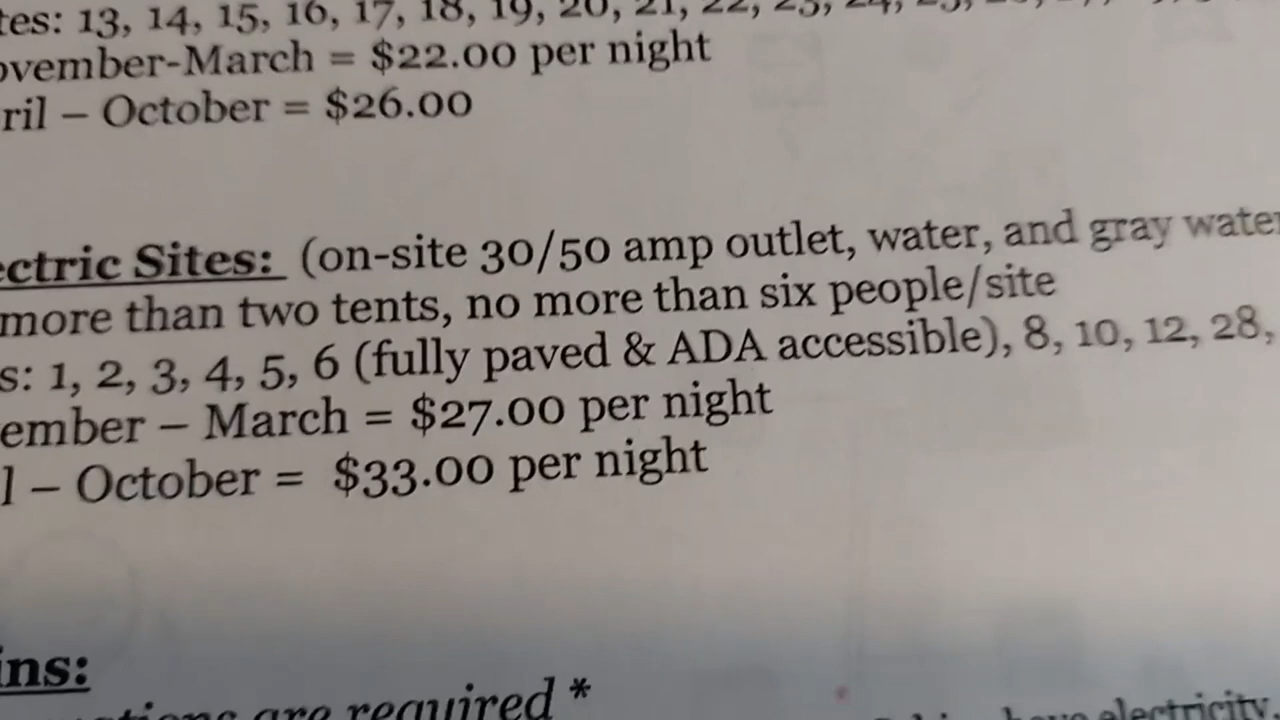 tes: 13, 14, 15, 16, 17, 18, 19, 20, 21, 22, 23, 24,
ovember-March = $22.00 per night
ril – October = $26.00
ectric Sites: (on-site 30/50 amp outlet, water, and gray water
more than two tents, no more than six people/site
s: 1, 2, 3, 4, 5, 6 (fully paved & ADA accessible), 8, 10, 12, 28,
ember – March = $27.00 per night
l – October = $33.00 per night
ins:
are required * have electricity.